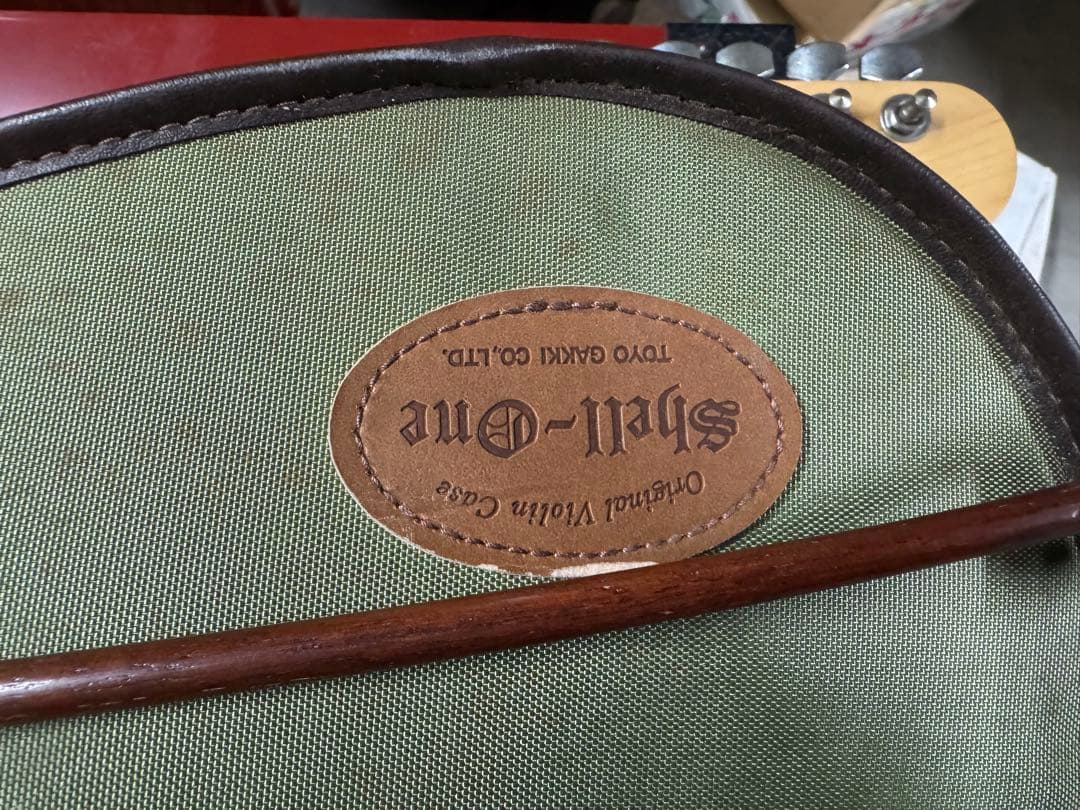 Original Violin Case
Shell-One
TOYO GAKKI CO.,LTD.